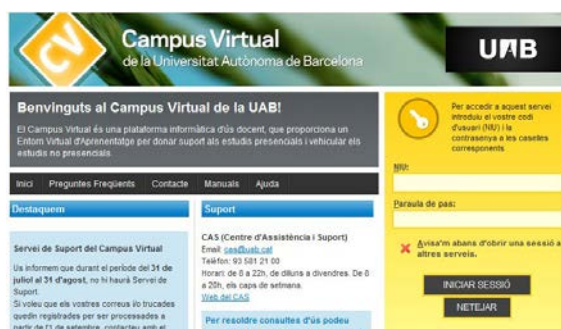 CV
Campus Virtual
de la Universitat Autònoma de Barcelona
UAB
Benvinguts al Campus Virtual de la UAB!
El Campus Virtual és una plataforma informàtica d'ús docent, que proporciona un
Entorn Virtual d'Aprenentatge per donar suport als estudis presencials i vehicular els
estudis no presencials.
Inici Preguntes Freqüents Contacte Manuals Ajuda
Destaquem
Servei de Suport del Campus Virtual
Us informem que durant el període del 31 de
juliol al 31 d'agost, no hi haurà Servei de
Suport.
Si voleu que els vostres correus i/o trucades
quedin registrades per ser processades a
partir de l'1 de setembre, contacteu amb el
Suport
CAS (Centre d'Assistència i Suport)
Email: cas@uab.cat
Telèfon: 93 581 21 00
Horari: de 8 a 22h, de dilluns a divendres. De 8
a 20h, els caps de setmana.
Web del CAS
Per resoldre consultes d'ús podeu
Per accedir a aquest servei
introduïu el vostre codi
d'usuari (NIU) i la
contrasenya a les caselles
corresponents
NIU:
Paraula de pas:
Avisa'm abans d'obrir una sessió a
altres serveis.
INICIAR SESSIÓ
NETEJAR